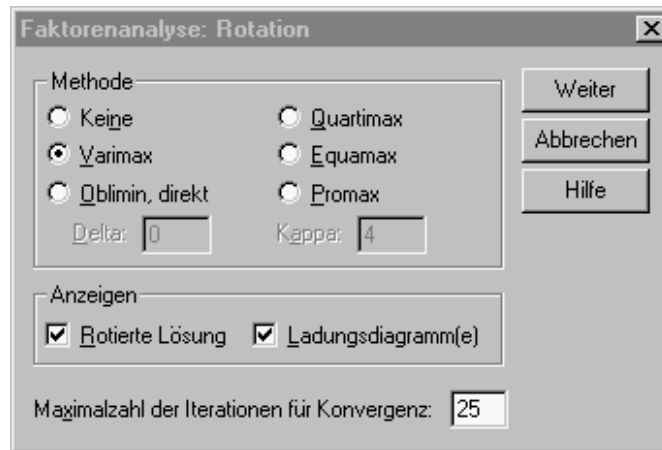 Faktorenanalyse: Rotation
Methode
Keine
Quartimax
Varimax
Equamax
Oblimin, direkt
Promax
Delta: 0
Kappa: 4
Weiter
Abbrechen
Hilfe
Anzeigen
Rotierte Lösung
Ladungsdiagramm(e)
Maximalzahl der Iterationen für Konvergenz: 25